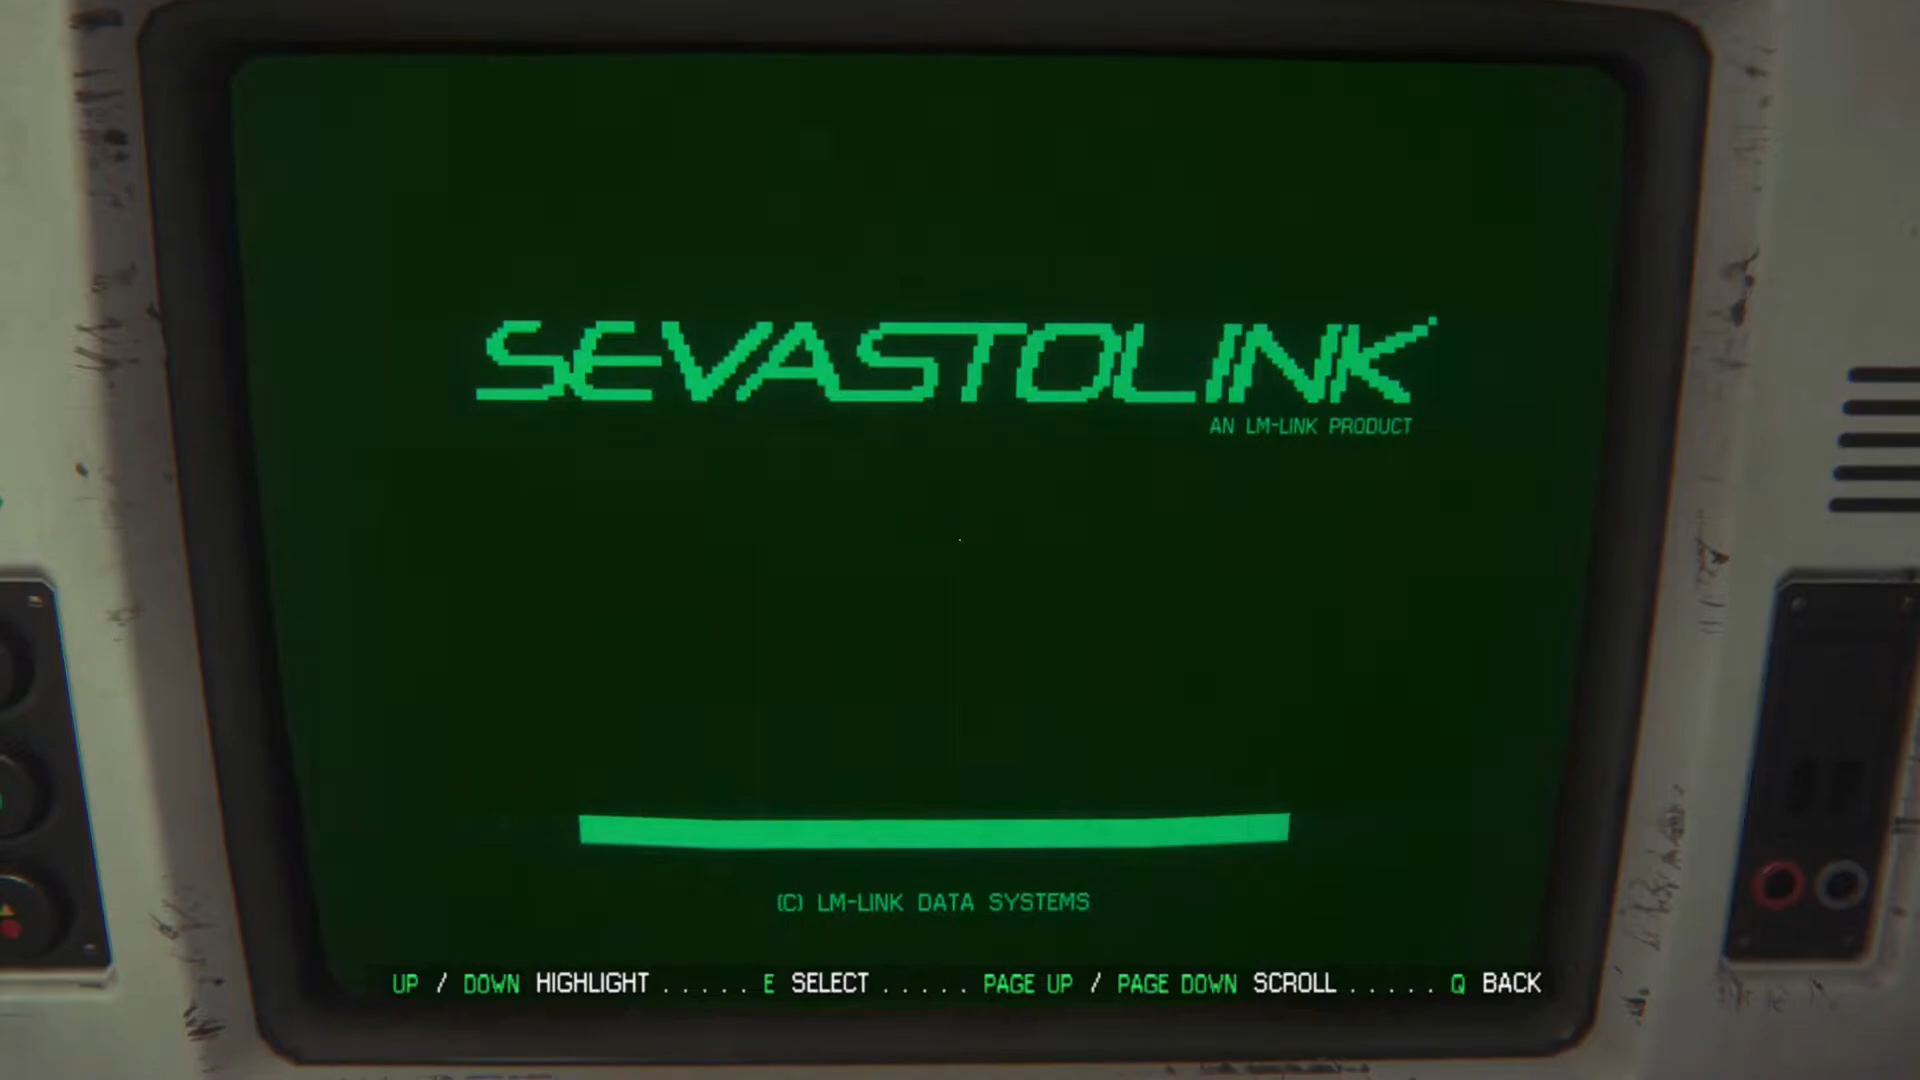 SEVASTOLINK
AN LM-LINK PRODUCT
(C) LM-LINK DATA SYSTEMS
UP / DOWN HIGHLIGHT ..... E SELECT ..... PAGE UP / PAGE DOWN SCROLL ..... Q BACK